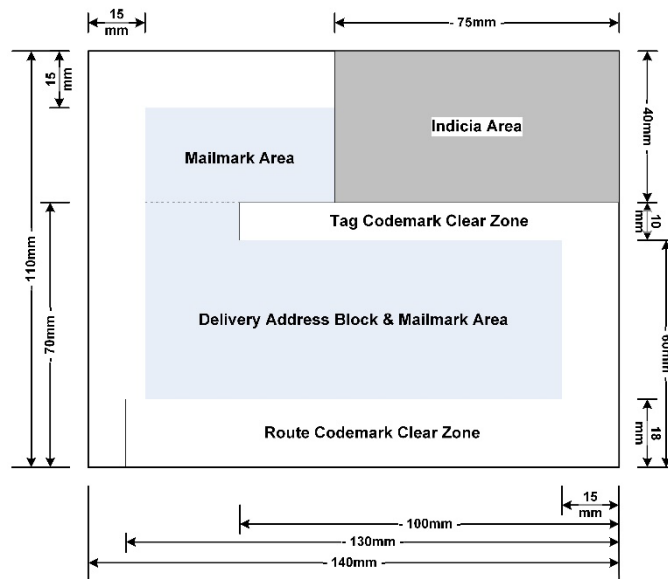 15
mm
75mm
15
mm
Indicia Area
40mm
Mailmark Area
Tag Codemark Clear Zone
10
mm
110mm
70mm
Delivery Address Block & Mailmark Area
60mm
Route Codemark Clear Zone
18
mm
15
mm
100mm
130mm
140mm